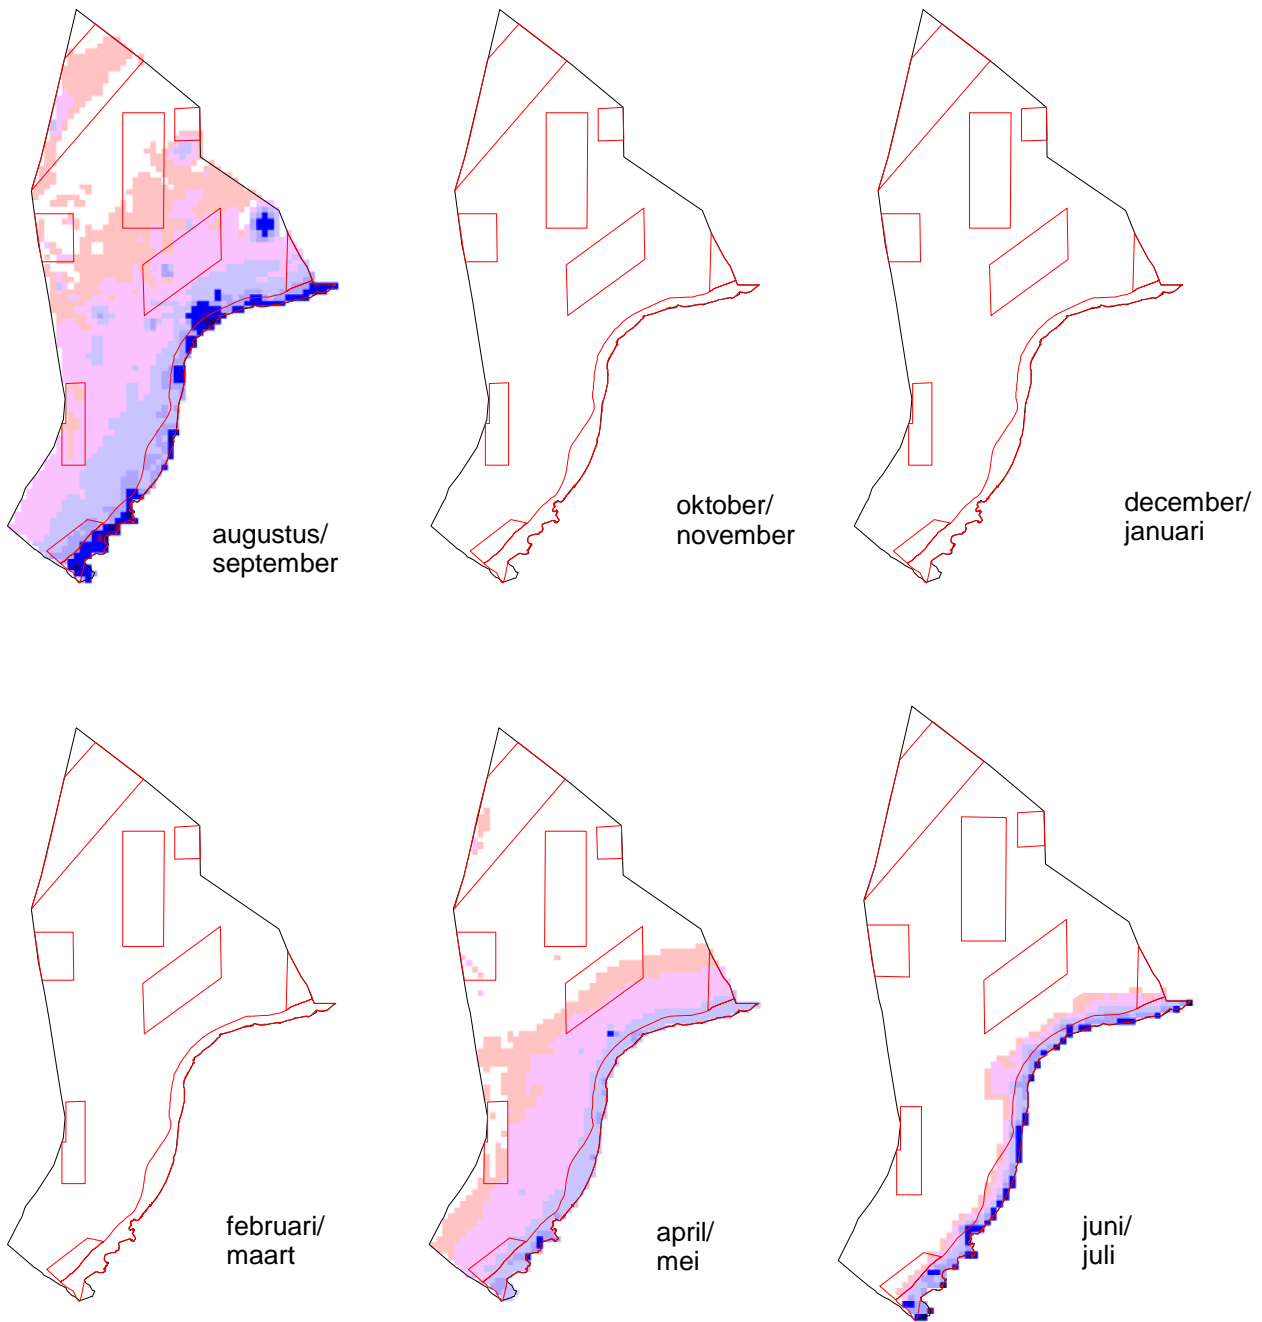 augustus/
september
oktober/
november
december/
januari
februari/
maart
april/
mei
juni/
juli